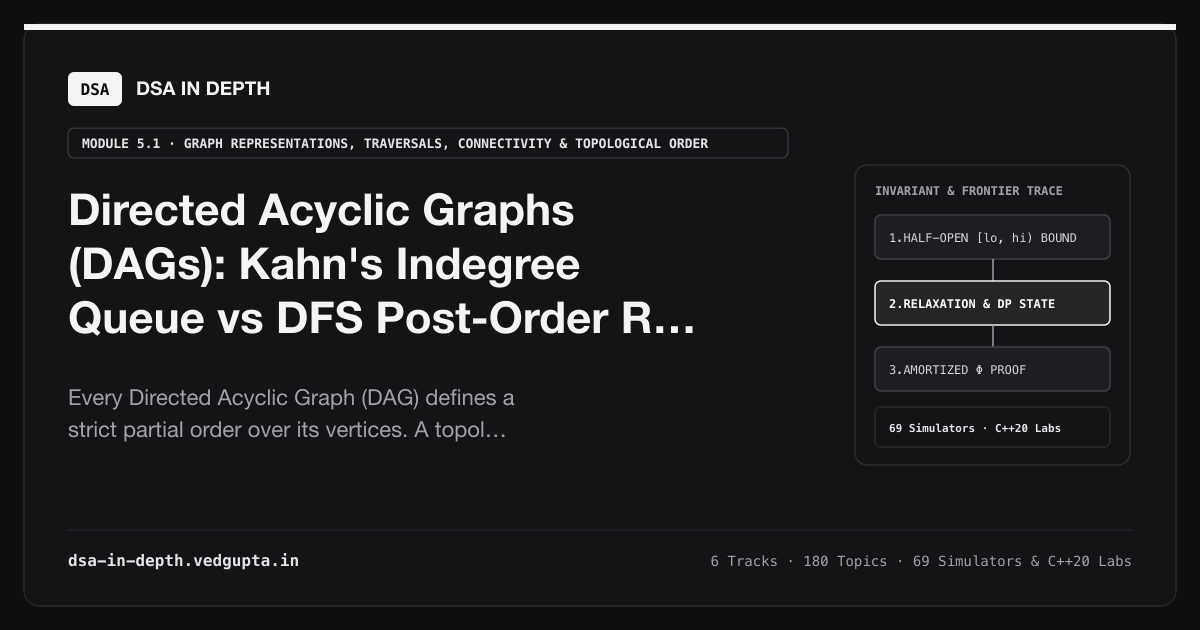 DSA
DSA IN DEPTH
MODULE 5.1 · GRAPH REPRESENTATIONS, TRAVERSALS, CONNECTIVITY & TOPOLOGICAL ORDER
Directed Acyclic Graphs
(DAGs): Kahn's Indegree
Queue vs DFS Post-Order R...
Every Directed Acyclic Graph (DAG) defines a
strict partial order over its vertices. A topol...
INVARIANT & FRONTIER TRACE
1.HALF-OPEN [lo, hi) BOUND
2.RELAXATION & DP STATE
3.AMORTIZED Φ PROOF
69 Simulators · C++20 Labs
dsa-in-depth.vedgupta.in
6 Tracks · 180 Topics · 69 Simulators & C++20 Labs